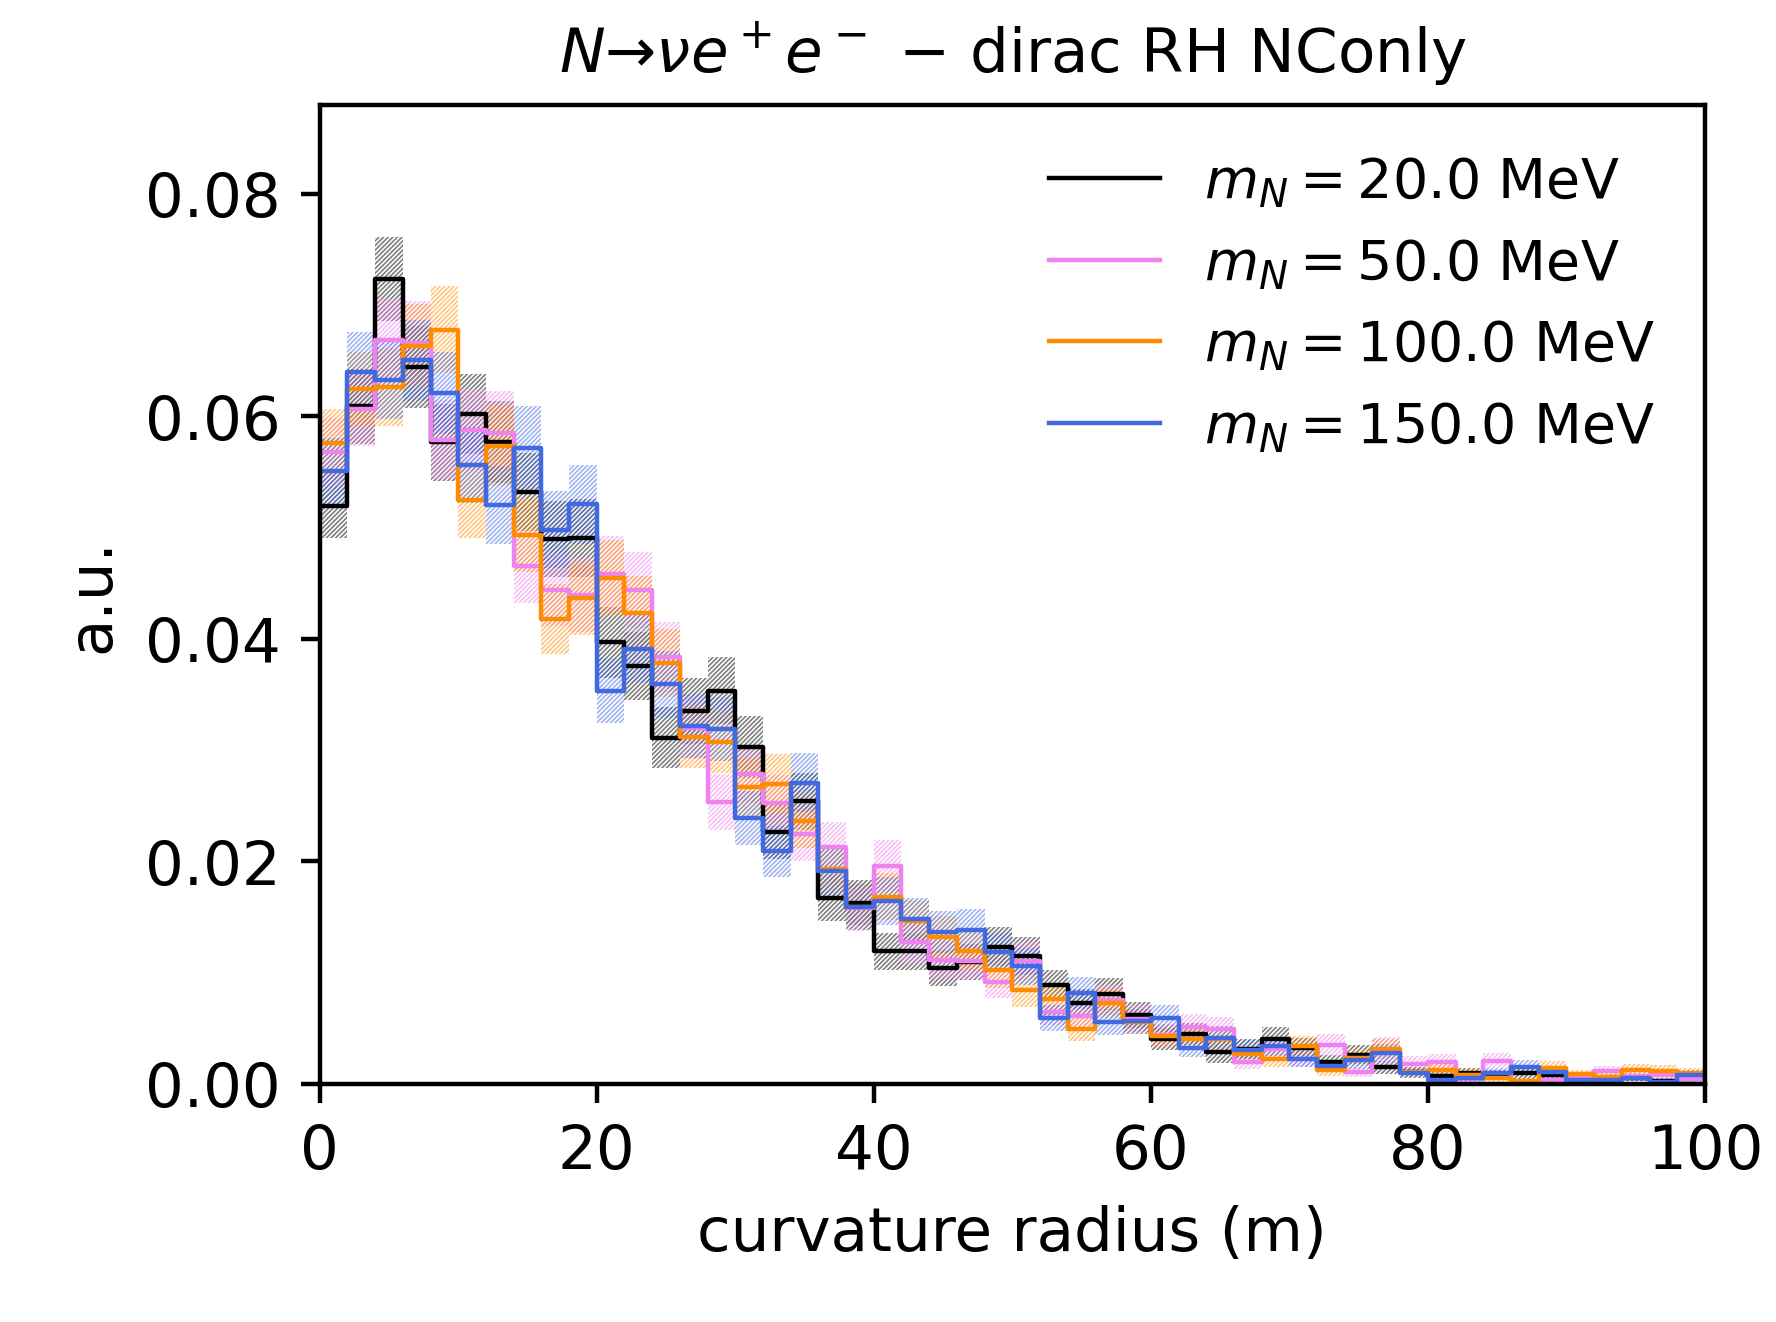 N→νe⁺e⁻ − dirac RH NConly
m_N = 20.0 MeV
m_N = 50.0 MeV
m_N = 100.0 MeV
m_N = 150.0 MeV
a.u.
0.08
0.06
0.04
0.02
0.00
0 20 40 60 80 100
curvature radius (m)